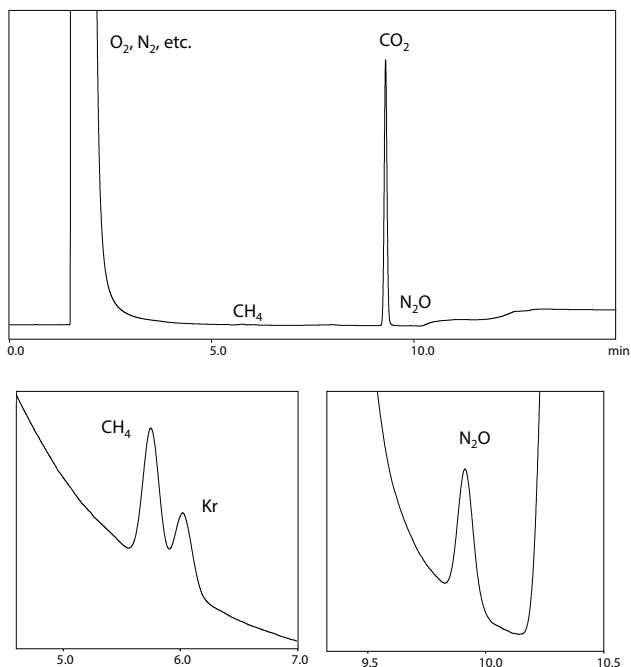 O₂, N₂, etc.
CO₂
CH₄
N₂O
0.0 5.0 10.0 min
CH₄
Kr
5.0 6.0 7.0
N₂O
9.5 10.0 10.5